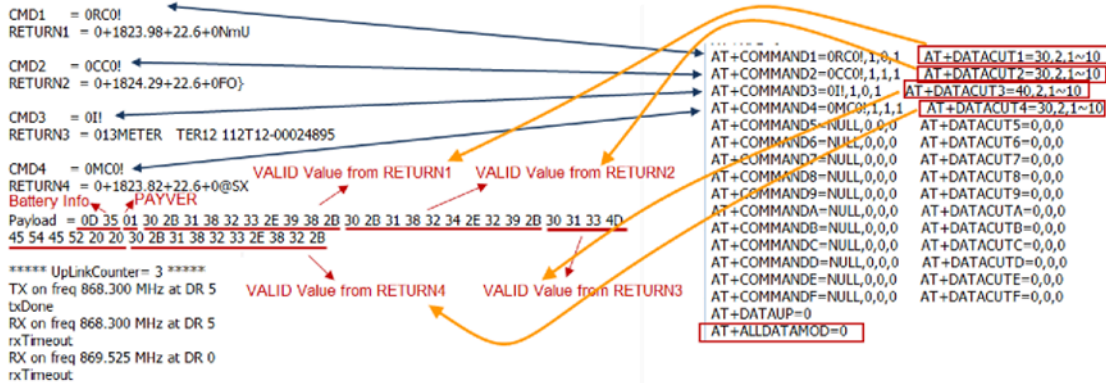 CMD1 = 0RC0!
RETURN1 = 0+1823.98+22.6+0NmU
CMD2 = 0CC0!
RETURN2 = 0+1824.29+22.6+0FO}
CMD3 = 0I!
RETURN3 = 013METER TER12 112T12-00024895
CMD4 = 0MC0!
RETURN4 = 0+1823.82+22.6+0@SX
Battery Info
PAYVER
VALID Value from RETURN1
VALID Value from RETURN2
Payload = 0D 35 01 30 2B 31 38 32 33 2E 39 38 2B 30 2B 31 38 32 34 2E 32 39 2B 30 31 33 4D
45 54 45 52 20 20 30 2B 31 38 32 33 2E 38 32 2B
VALID Value from RETURN4
VALID Value from RETURN3
***** UpLinkCounter= 3 *****
TX on freq 868.300 MHz at DR 5
txDone
RX on freq 868.300 MHz at DR 5
rxTimeout
RX on freq 869.525 MHz at DR 0
rxTimeout
AT+COMMAND1=0RC0!,1,0,1 AT+DATACUT1=30,2,1~10
AT+COMMAND2=0CC0!,1,1,1 AT+DATACUT2=30,2,1~10
AT+COMMAND3=0I!,1,0,1 AT+DATACUT3=40,2,1~10
AT+COMMAND4=0MC0!,1,1,1 AT+DATACUT4=30,2,1~10
AT+COMMAND5=NULL,0,0,0 AT+DATACUT5=0,0,0
AT+COMMAND6=NULL,0,0,0 AT+DATACUT6=0,0,0
AT+COMMAND7=NULL,0,0,0 AT+DATACUT7=0,0,0
AT+COMMAND8=NULL,0,0,0 AT+DATACUT8=0,0,0
AT+COMMAND9=NULL,0,0,0 AT+DATACUT9=0,0,0
AT+COMMANDA=NULL,0,0,0 AT+DATACUTA=0,0,0
AT+COMMANDB=NULL,0,0,0 AT+DATACUTB=0,0,0
AT+COMMANDC=NULL,0,0,0 AT+DATACUTC=0,0,0
AT+COMMANDD=NULL,0,0,0 AT+DATACUTD=0,0,0
AT+COMMANDE=NULL,0,0,0 AT+DATACUTE=0,0,0
AT+COMMANDF=NULL,0,0,0 AT+DATACUTF=0,0,0
AT+DATAUP=0
AT+ALLDATAMOD=0